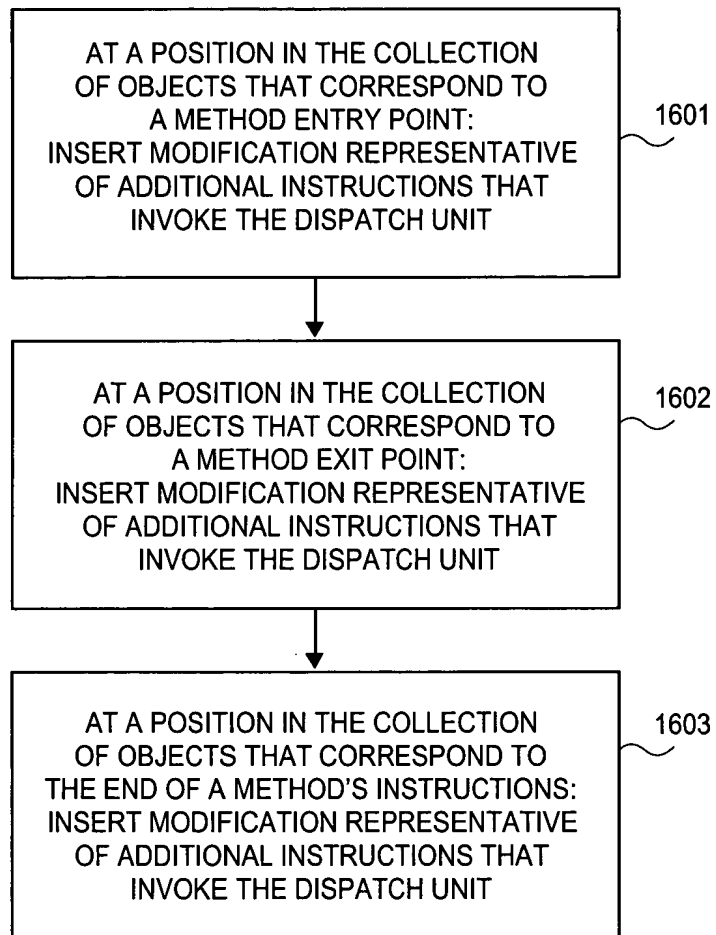 AT A POSITION IN THE COLLECTION
OF OBJECTS THAT CORRESPOND TO
A METHOD ENTRY POINT:
INSERT MODIFICATION REPRESENTATIVE
OF ADDITIONAL INSTRUCTIONS THAT
INVOKE THE DISPATCH UNIT
1601
AT A POSITION IN THE COLLECTION
OF OBJECTS THAT CORRESPOND TO
A METHOD EXIT POINT:
INSERT MODIFICATION REPRESENTATIVE
OF ADDITIONAL INSTRUCTIONS THAT
INVOKE THE DISPATCH UNIT
1602
AT A POSITION IN THE COLLECTION
OF OBJECTS THAT CORRESPOND TO
THE END OF A METHOD'S INSTRUCTIONS:
INSERT MODIFICATION REPRESENTATIVE
OF ADDITIONAL INSTRUCTIONS THAT
INVOKE THE DISPATCH UNIT
1603